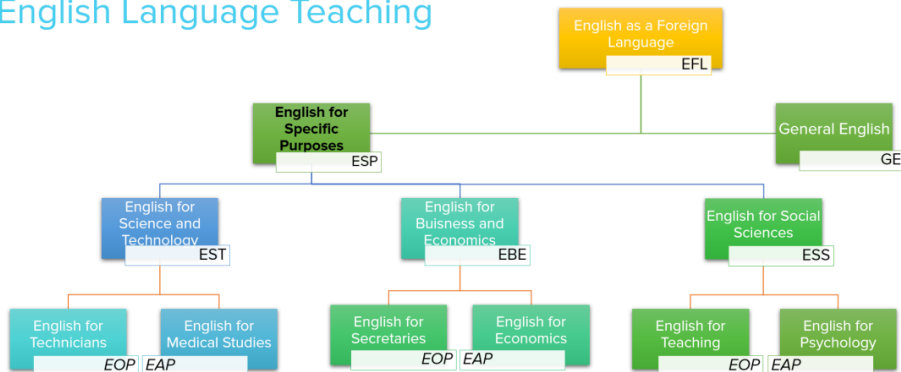 English Language Teaching
English as a Foreign
Language
EFL
English for
Specific
Purposes
ESP
General English
GE
English for
Science and
Technology
EST
English for
Buisness and
Economics
EBE
English for Social
Sciences
ESS
English for
Technicians
EOP
English for
Medical Studies
EAP
English for
Secretaries
EOP
English for
Economics
EAP
English for
Teaching
EOP
English for
Psychology
EAP